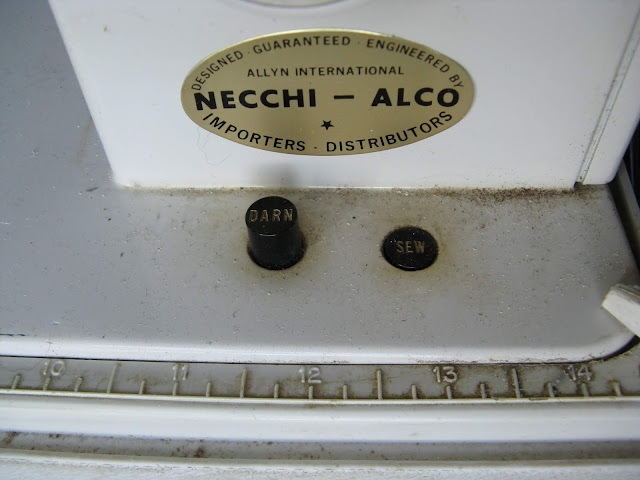 DESIGNED · GUARANTEED · ENGINEERED BY
ALLYN INTERNATIONAL
NECCHI – ALCO
IMPORTERS · DISTRIBUTORS
DARN
SEW
10 11 12 13 14